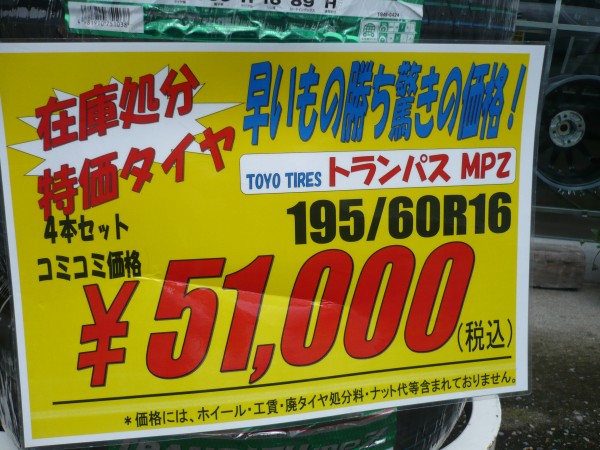 89 H
在庫処分
特価タイヤ
早いもの勝ち驚きの価格！
TOYO TIRES トランパス MPZ
195/60R16
4本セット
コミコミ価格
¥51,000(税込)
*価格には、ホイール・工賃・廃タイヤ処分料・ナット代等含まれておりません。